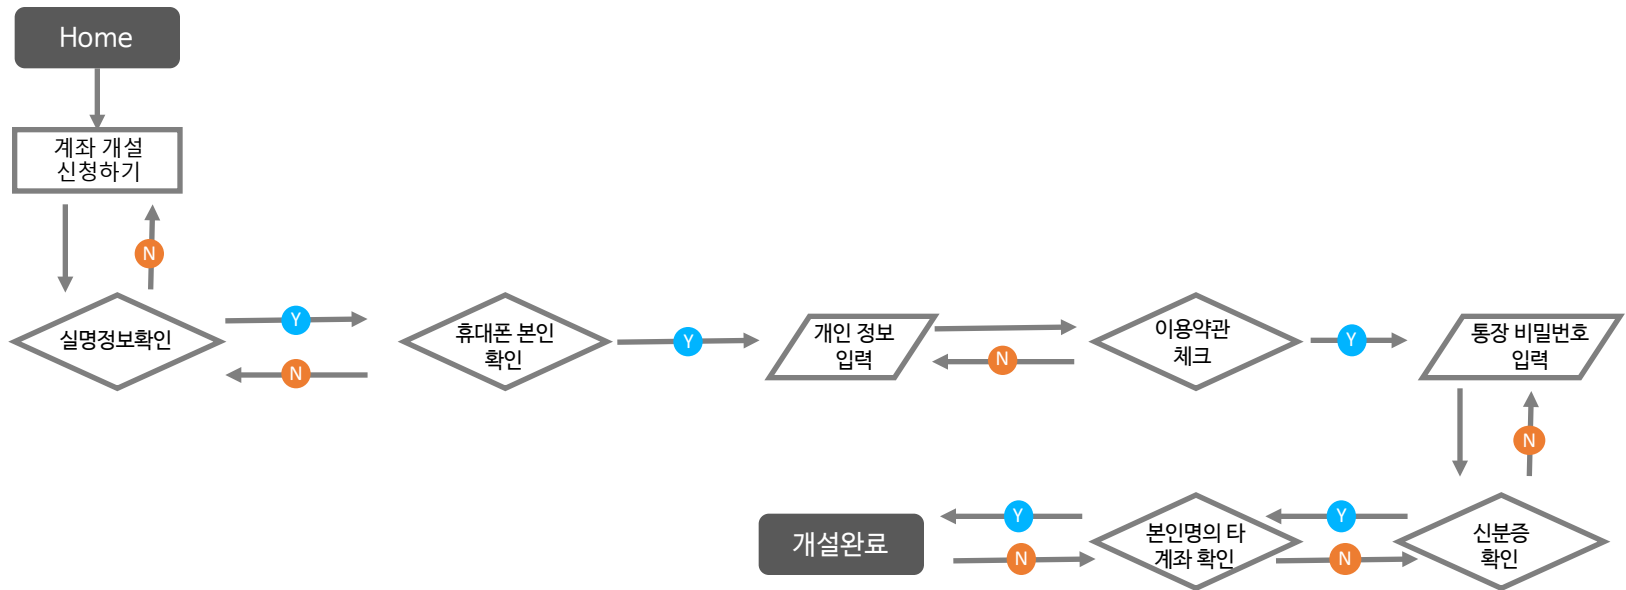 Home
계좌 개설
신청하기
N
실명정보확인
Y
N
휴대폰 본인
확인
Y
개인 정보
입력
N
이용약관
체크
Y
통장 비밀번호
입력
N
신분증
확인
Y
N
본인명의 타
계좌 확인
Y
N
개설완료